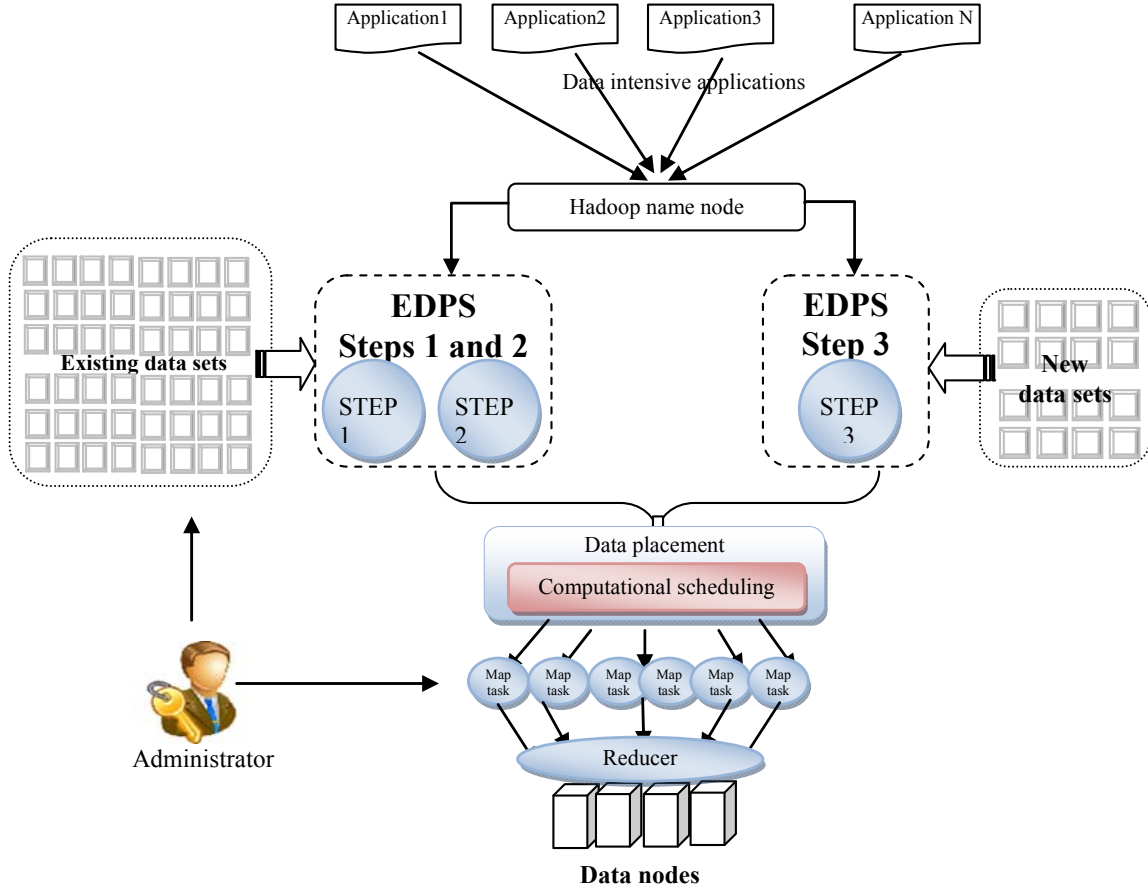 Application1
Application2
Application3
Application N
Data intensive applications
Hadoop name node
EDPS
Steps 1 and 2
STEP
1
STEP
2
EDPS
Step 3
STEP
3
Existing data sets
New
data sets
Data placement
Computational scheduling
Map
task
Map
task
Map
task
Map
task
Map
task
Map
task
Administrator
Reducer
Data nodes